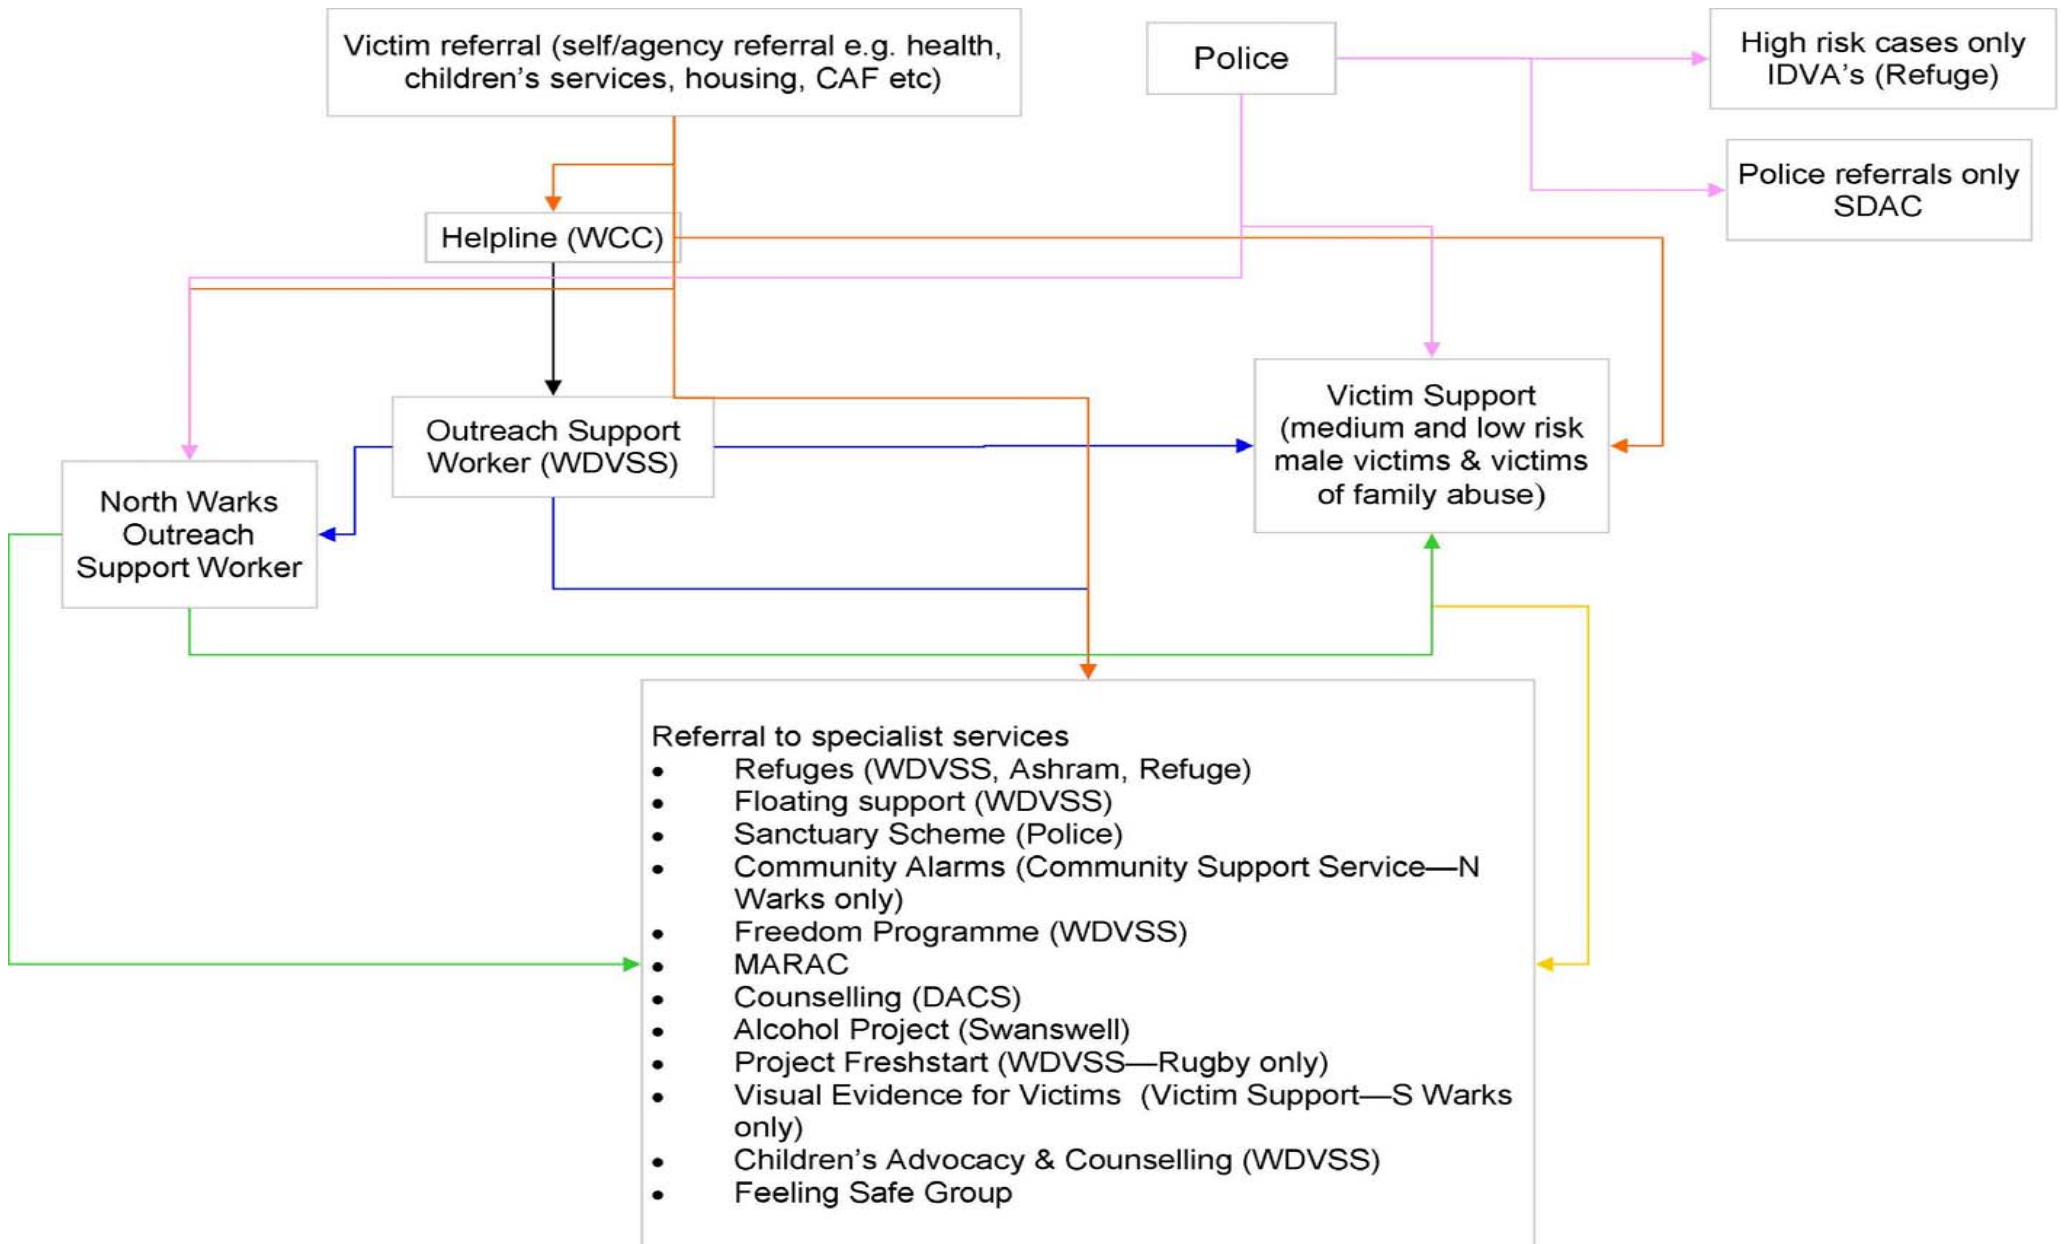 Victim referral (self/agency referral e.g. health,
children’s services, housing, CAF etc)
Police
High risk cases only
IDVA’s (Refuge)
Police referrals only
SDAC
Helpline (WCC)
Outreach Support
Worker (WDVSS)
Victim Support
(medium and low risk
male victims & victims
of family abuse)
North Warks
Outreach
Support Worker
Referral to specialist services
• Refuges (WDVSS, Ashram, Refuge)
• Floating support (WDVSS)
• Sanctuary Scheme (Police)
• Community Alarms (Community Support Service—N
Warks only)
• Freedom Programme (WDVSS)
• MARAC
• Counselling (DACS)
• Alcohol Project (Swanswell)
• Project Freshstart (WDVSS—Rugby only)
• Visual Evidence for Victims  (Victim Support—S Warks
only)
• Children’s Advocacy & Counselling (WDVSS)
• Feeling Safe Group